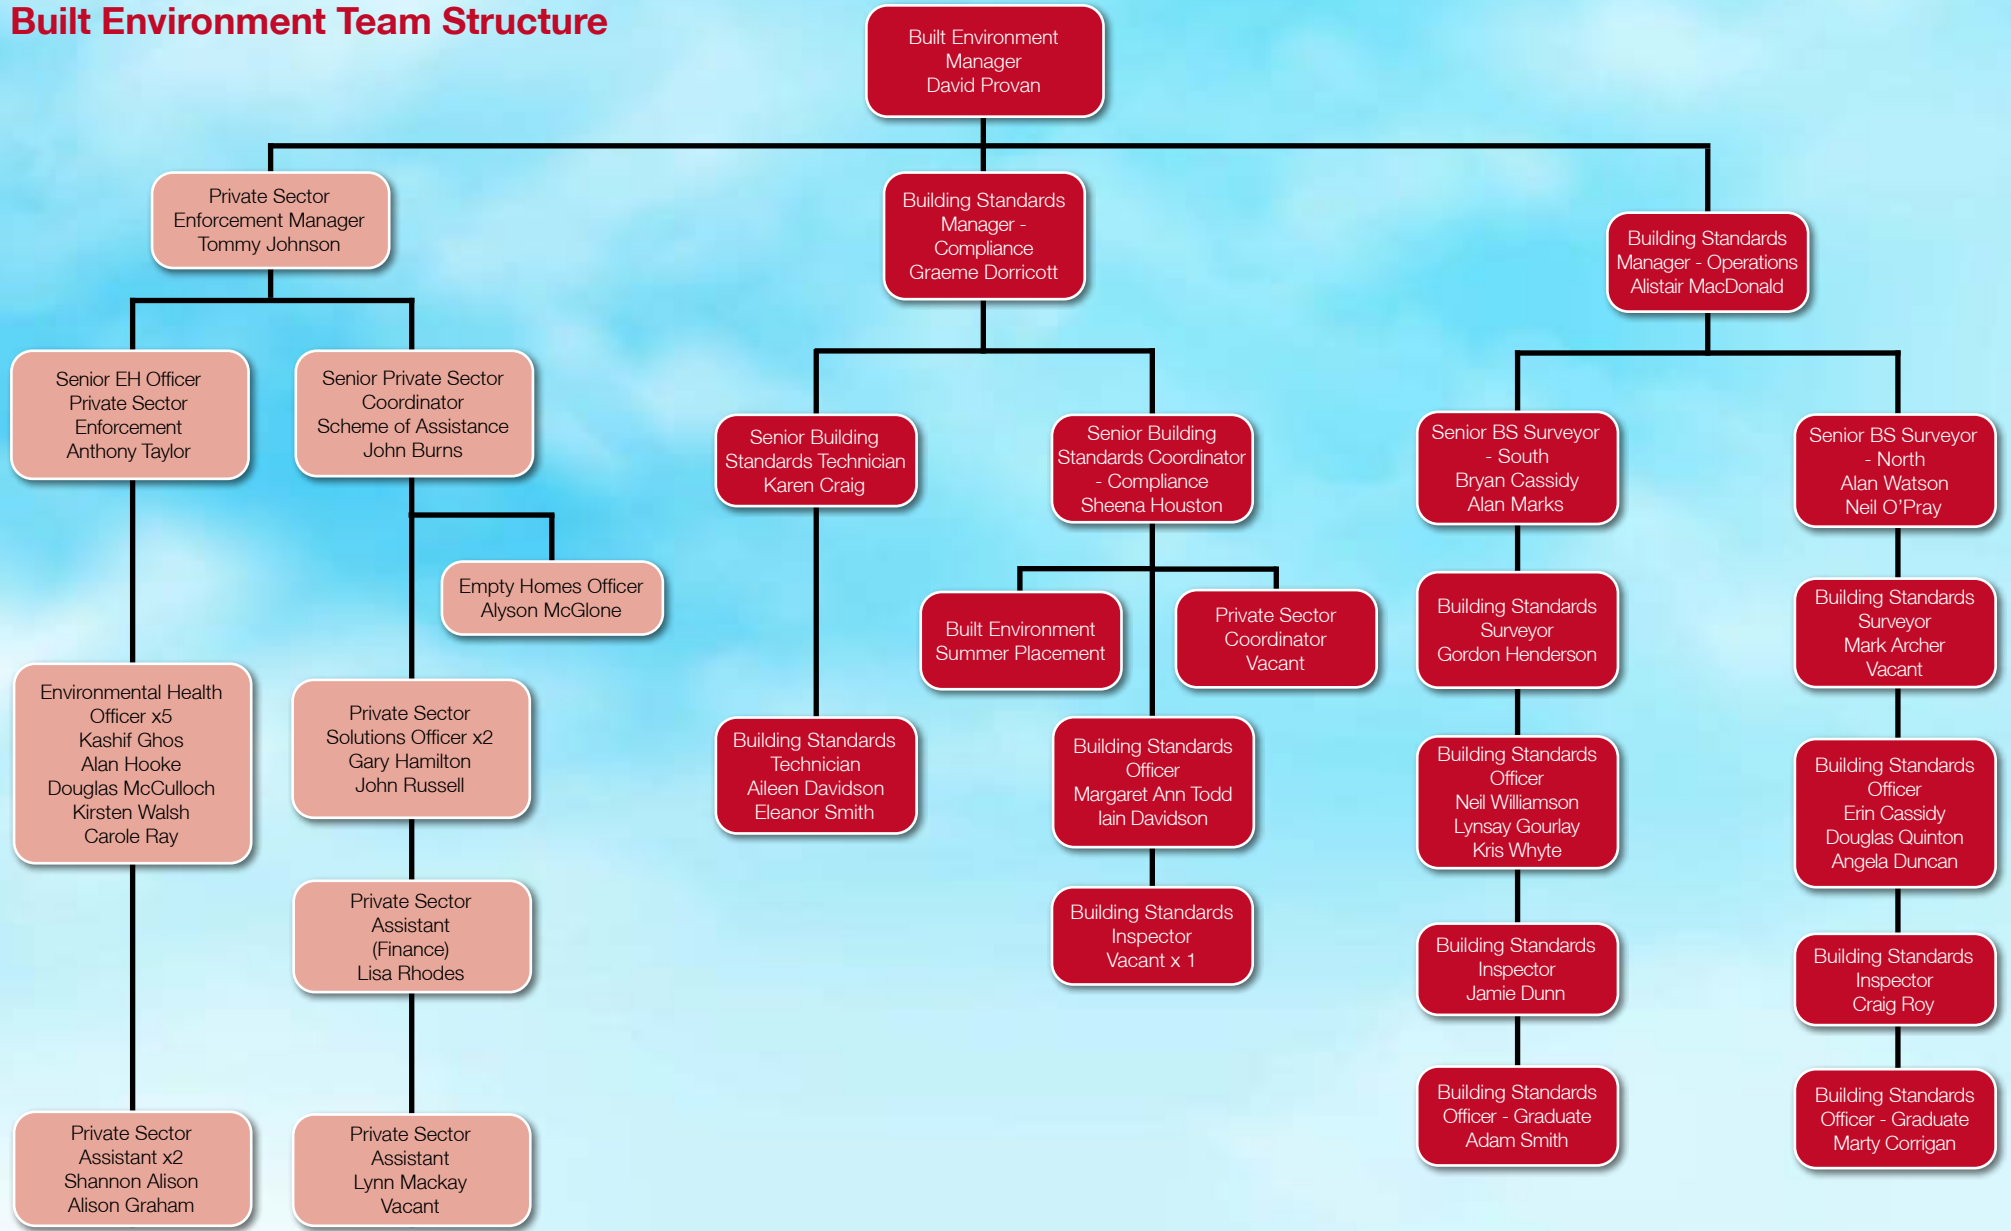 Built Environment Team Structure
Built Environment
Manager
David Provan
Private Sector
Enforcement Manager
Tommy Johnson
Building Standards
Manager -
Compliance
Graeme Dorricott
Building Standards
Manager - Operations
Alistair MacDonald
Senior EH Officer
Private Sector
Enforcement
Anthony Taylor
Senior Private Sector
Coordinator
Scheme of Assistance
John Burns
Senior Building
Standards Technician
Karen Craig
Senior Building
Standards Coordinator
- Compliance
Sheena Houston
Senior BS Surveyor
- South
Bryan Cassidy
Alan Marks
Senior BS Surveyor
- North
Alan Watson
Neil O'Pray
Empty Homes Officer
Alyson McGlone
Built Environment
Summer Placement
Private Sector
Coordinator
Vacant
Building Standards
Surveyor
Gordon Henderson
Building Standards
Surveyor
Mark Archer
Vacant
Environmental Health
Officer x5
Kashif Ghos
Alan Hooke
Douglas McCulloch
Kirsten Walsh
Carole Ray
Private Sector
Solutions Officer x2
Gary Hamilton
John Russell
Building Standards
Technician
Aileen Davidson
Eleanor Smith
Building Standards
Officer
Margaret Ann Todd
Iain Davidson
Building Standards
Officer
Neil Williamson
Lynsay Gourlay
Kris Whyte
Building Standards
Officer
Erin Cassidy
Douglas Quinton
Angela Duncan
Private Sector
Assistant
(Finance)
Lisa Rhodes
Building Standards
Inspector
Vacant x 1
Building Standards
Inspector
Jamie Dunn
Building Standards
Inspector
Craig Roy
Private Sector
Assistant x2
Shannon Alison
Alison Graham
Private Sector
Assistant
Lynn Mackay
Vacant
Building Standards
Officer - Graduate
Adam Smith
Building Standards
Officer - Graduate
Marty Corrigan